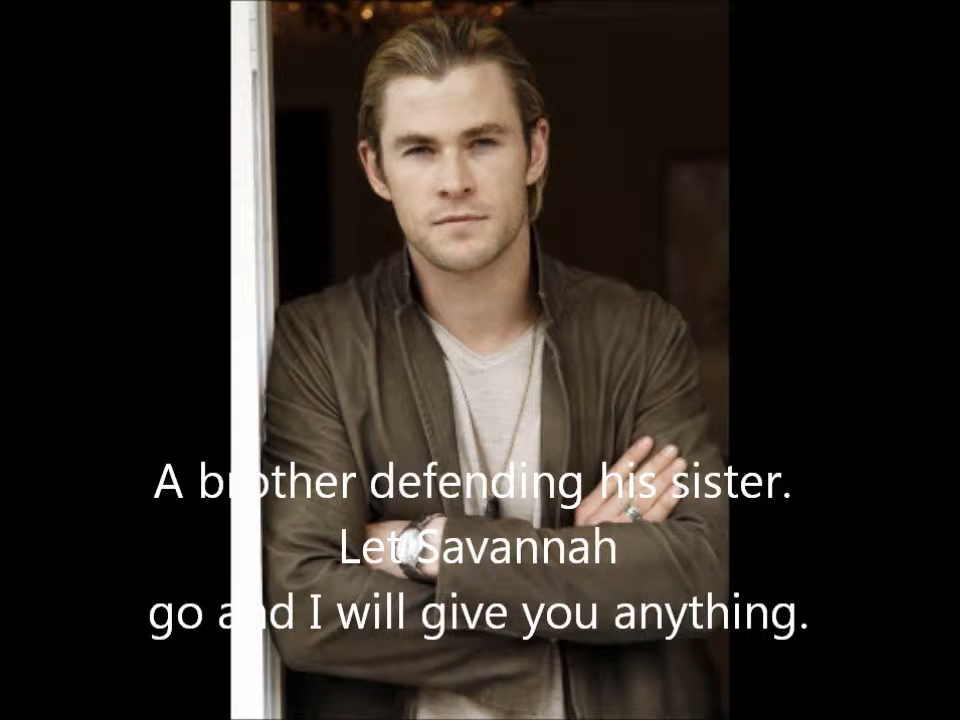 A brother defending his sister.
Let Savannah
go and I will give you anything.